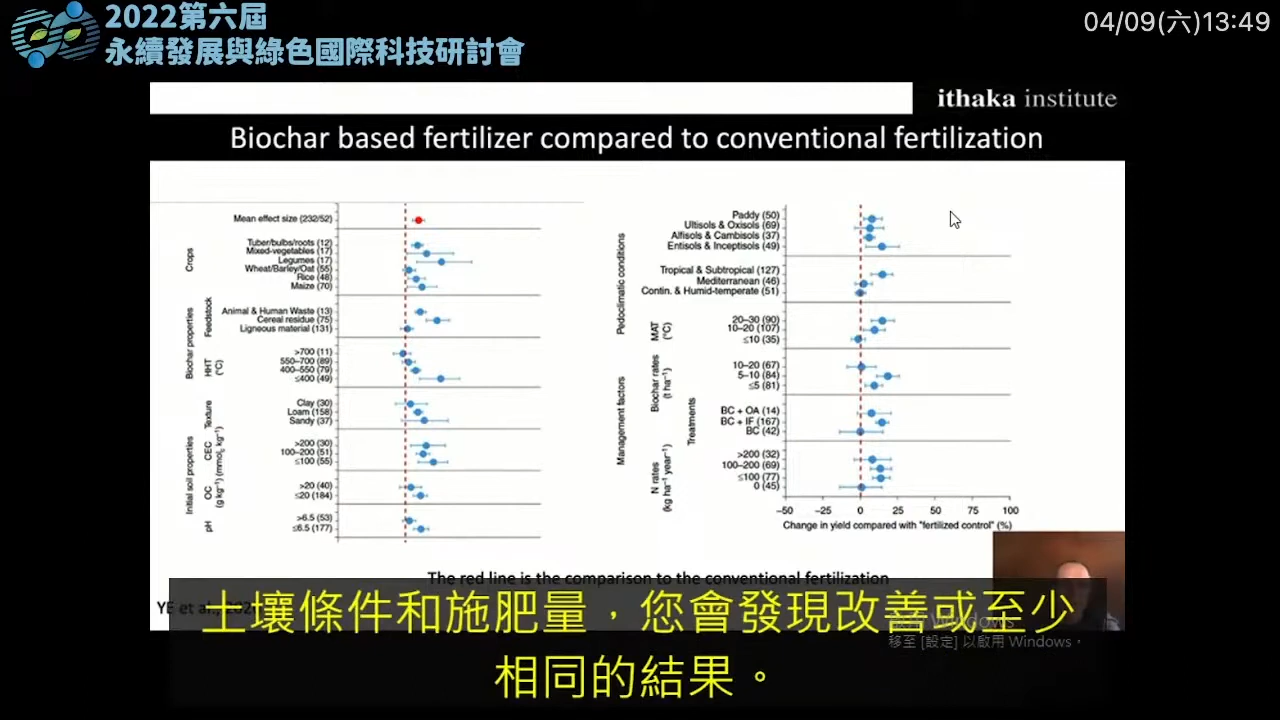 2022第六屆
永續發展與綠色國際科技研討會
04/09(六)13:49
ithaka institute
Biochar based fertilizer compared to conventional fertilization
Mean effect size (232/52)
Crops
Tuber/bulbs/roots (12)
Mixed-vegetables (17)
Legumes (17)
Wheat/Barley/Oat (55)
Rice (48)
Maize (70)
Biochar properties
Feedstock
Animal & Human Waste (13)
Cereal residue (75)
Ligneous material (131)
HHT
(°C)
>700 (11)
550–700 (89)
400–550 (79)
≤400 (49)
Initial soil properties
Texture
Clay (30)
Loam (158)
Sandy (37)
CEC
(mmolc kg⁻¹)
>200 (30)
100–200 (51)
≤100 (55)
OC
(g kg⁻¹)
>20 (40)
≤20 (184)
pH
>6.5 (53)
≤6.5 (177)
Pedoclimatic conditions
Paddy (50)
Ultisols & Oxisols (69)
Alfisols & Cambisols (37)
Entisols & Inceptisols (49)
Tropical & Subtropical (127)
Mediterranean (46)
Contin. & Humid-temperate (51)
MAT
(°C)
20–30 (90)
10–20 (107)
≤10 (35)
Management factors
Biochar rates
(t ha⁻¹)
10–20 (67)
5–10 (84)
≤5 (81)
Treatments
BC + OA (14)
BC + IF (167)
BC (42)
N rates
(kg ha⁻¹ year⁻¹)
>200 (32)
100–200 (69)
≤100 (77)
0 (45)
−50 −25 0 25 50 75 100
Change in yield compared with "fertilized control" (%)
The red line is the comparison to the conventional fertilization
YE et al.,
土壤條件和施肥量，您會發現改善或至少
相同的結果。
Windows
移至 [設定] 以啟用 Windows。